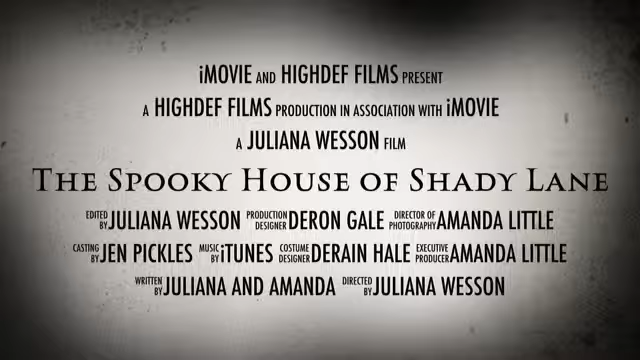 iMOVIE AND HIGHDEF FILMS PRESENT
A HIGHDEF FILMS PRODUCTION IN ASSOCIATION WITH iMOVIE
A JULIANA WESSON FILM
THE SPOOKY HOUSE OF SHADY LANE
EDITED BY JULIANA WESSON PRODUCTION DESIGNER DERON GALE DIRECTOR OF PHOTOGRAPHY AMANDA LITTLE
CASTING BY JEN PICKLES MUSIC BY iTUNES COSTUME DESIGNER DERAIN HALE EXECUTIVE PRODUCER AMANDA LITTLE
WRITTEN BY JULIANA AND AMANDA DIRECTED BY JULIANA WESSON